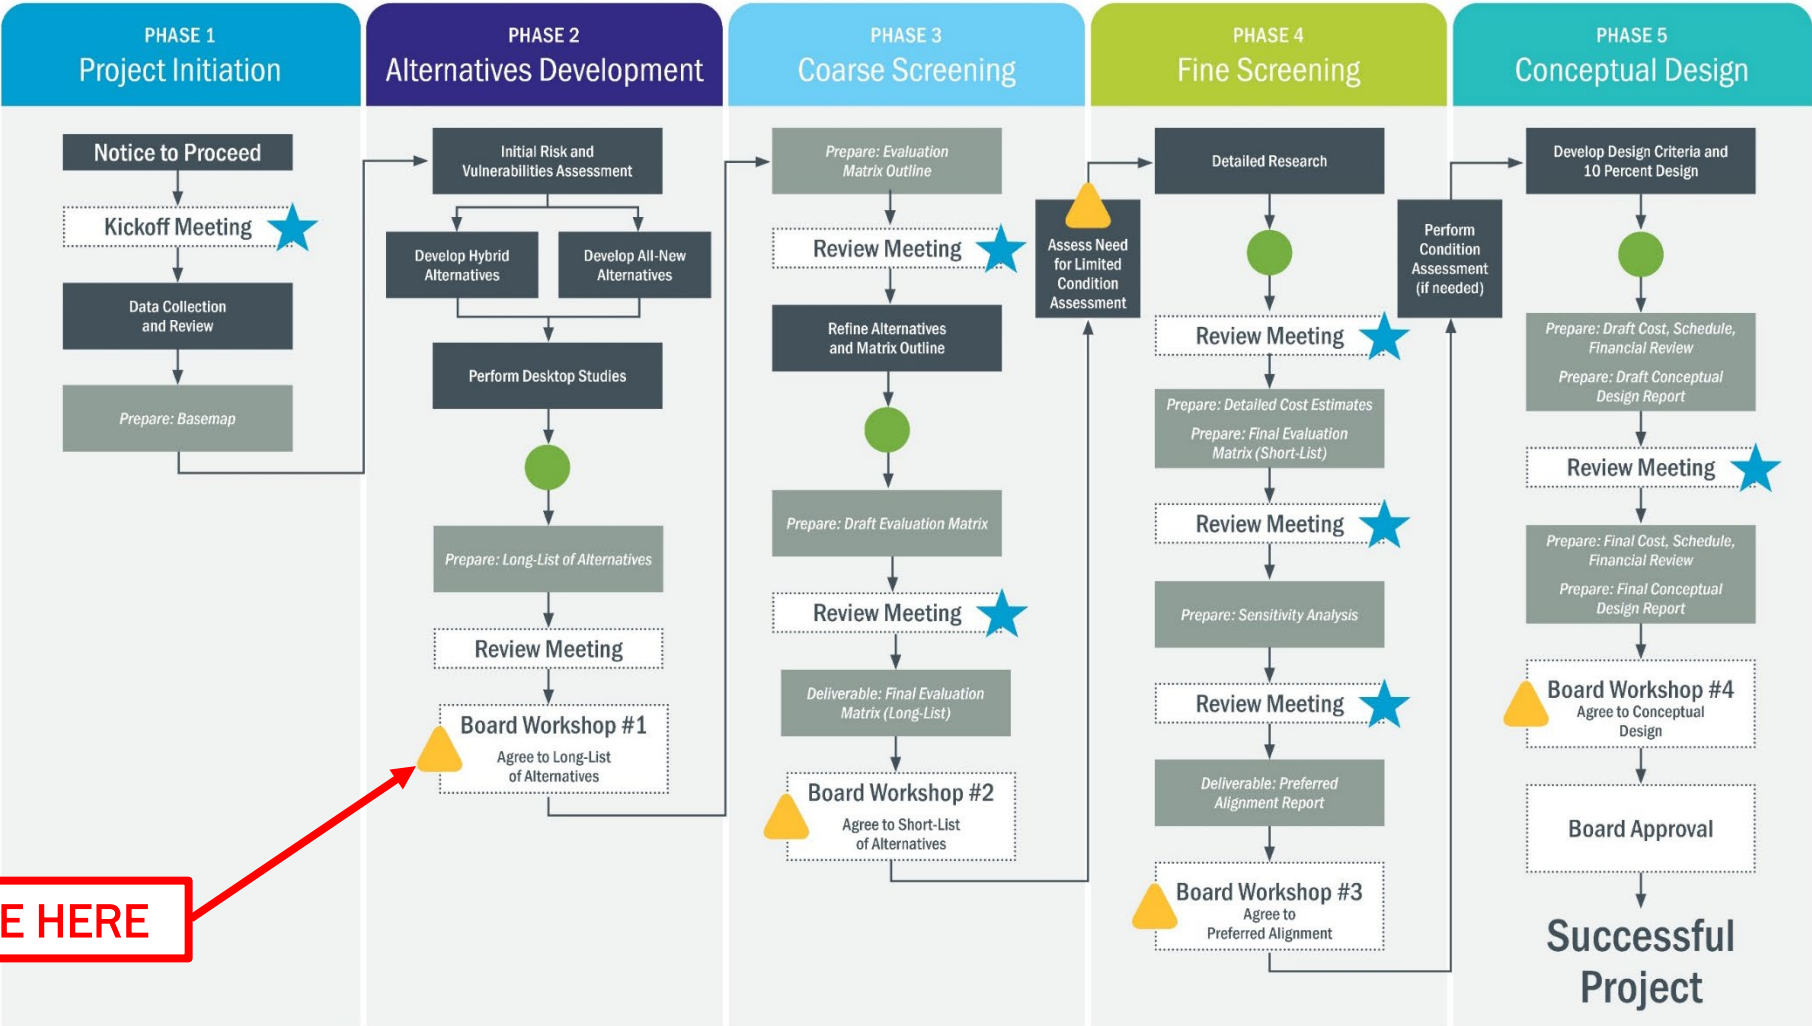 PHASE 1
Project Initiation
Notice to Proceed
Kickoff Meeting
Data Collection
and Review
Prepare: Basemap
PHASE 2
Alternatives Development
Initial Risk and
Vulnerabilities Assessment
Develop Hybrid
Alternatives
Develop All-New
Alternatives
Perform Desktop Studies
Prepare: Long-List of Alternatives
Review Meeting
Board Workshop #1
Agree to Long-List
of Alternatives
E HERE
PHASE 3
Coarse Screening
Prepare: Evaluation
Matrix Outline
Review Meeting
Refine Alternatives
and Matrix Outline
Prepare: Draft Evaluation Matrix
Review Meeting
Deliverable: Final Evaluation
Matrix (Long-List)
Board Workshop #2
Agree to Short-List
of Alternatives
Assess Need
for Limited
Condition
Assessment
PHASE 4
Fine Screening
Detailed Research
Review Meeting
Prepare: Detailed Cost Estimates
Prepare: Final Evaluation
Matrix (Short-List)
Review Meeting
Prepare: Sensitivity Analysis
Review Meeting
Deliverable: Preferred
Alignment Report
Board Workshop #3
Agree to
Preferred Alignment
Perform
Condition
Assessment
(if needed)
PHASE 5
Conceptual Design
Develop Design Criteria and
10 Percent Design
Prepare: Draft Cost, Schedule,
Financial Review
Prepare: Draft Conceptual
Design Report
Review Meeting
Prepare: Final Cost, Schedule,
Financial Review
Prepare: Final Conceptual
Design Report
Board Workshop #4
Agree to Conceptual
Design
Board Approval
Successful
Project